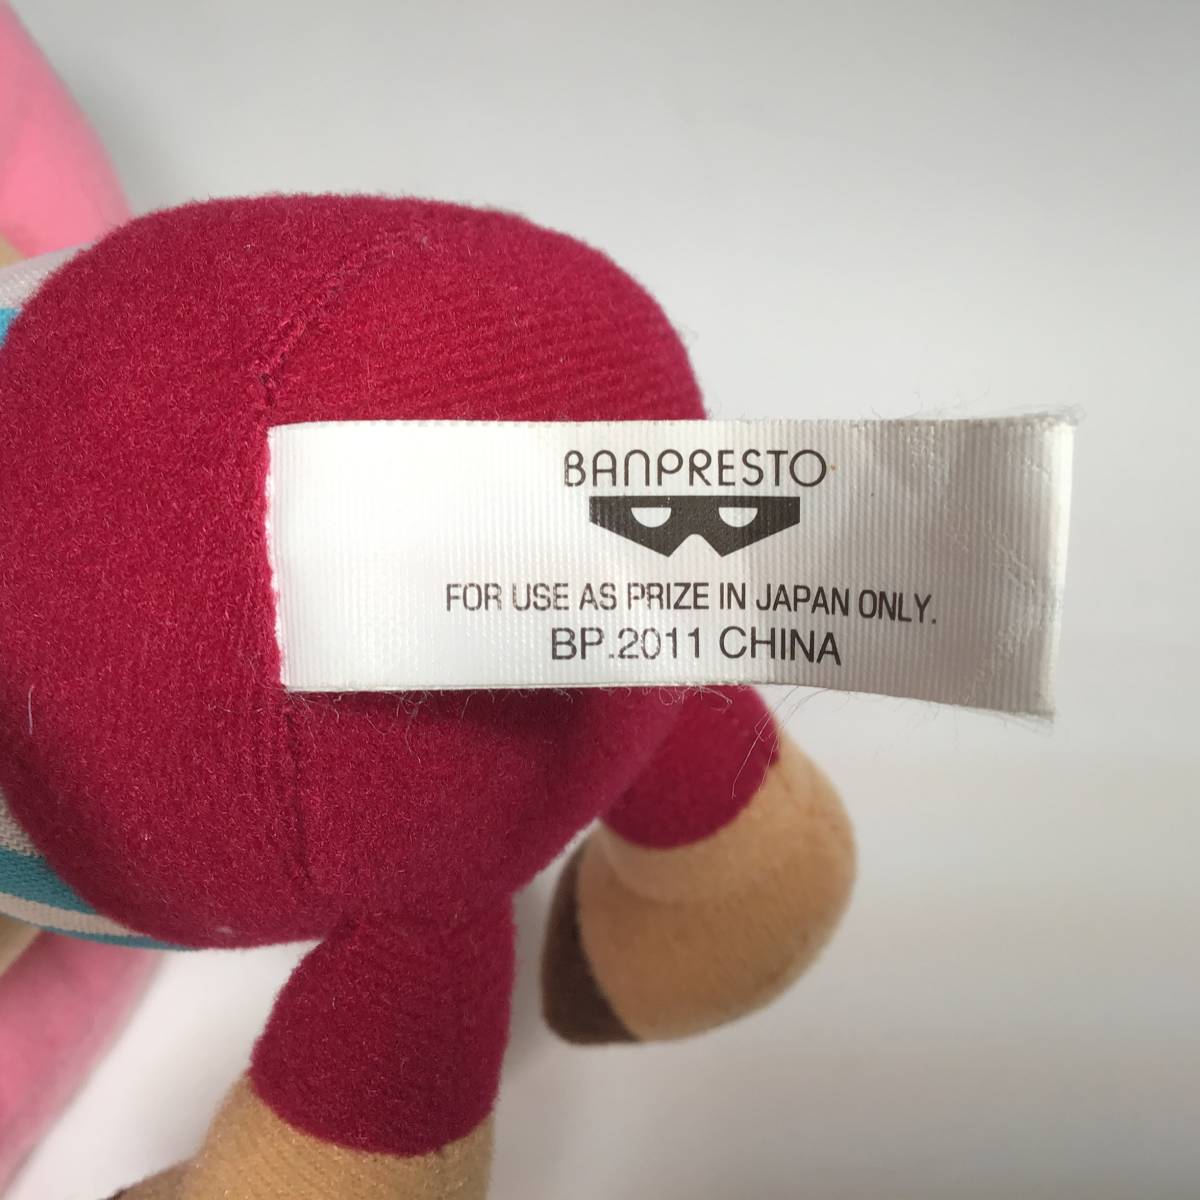 BANPRESTO
FOR USE AS PRIZE IN JAPAN ONLY.
BP.2011 CHINA